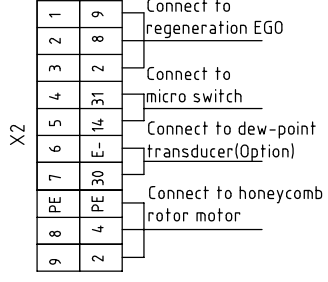 X2
1 9
2 8
3 2
4 31
5 14
6 E-
7 30
PE PE
8 4
9 2
Connect to
regeneration EGO
Connect to
micro switch
Connect to dew-point
transducer(Option)
Connect to honeycomb
rotor motor